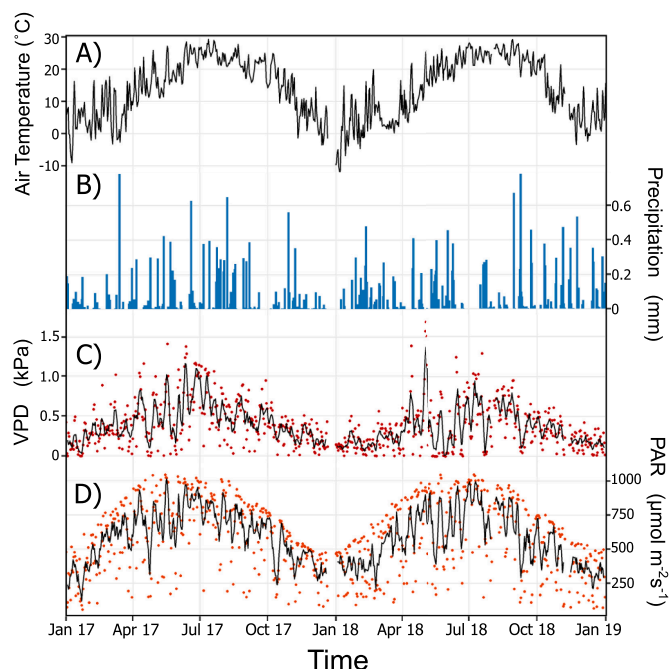 Air Temperature (°C)
30
20
10
0
-10
A)
B)
Precipitation (mm)
0.6
0.4
0.2
0
C)
VPD (kPa)
1.5
1.0
0.5
0
D)
PAR (μmol m⁻²s⁻¹)
1000
750
500
250
Jan 17 Apr 17 Jul 17 Oct 17 Jan 18 Apr 18 Jul 18 Oct 18 Jan 19
Time